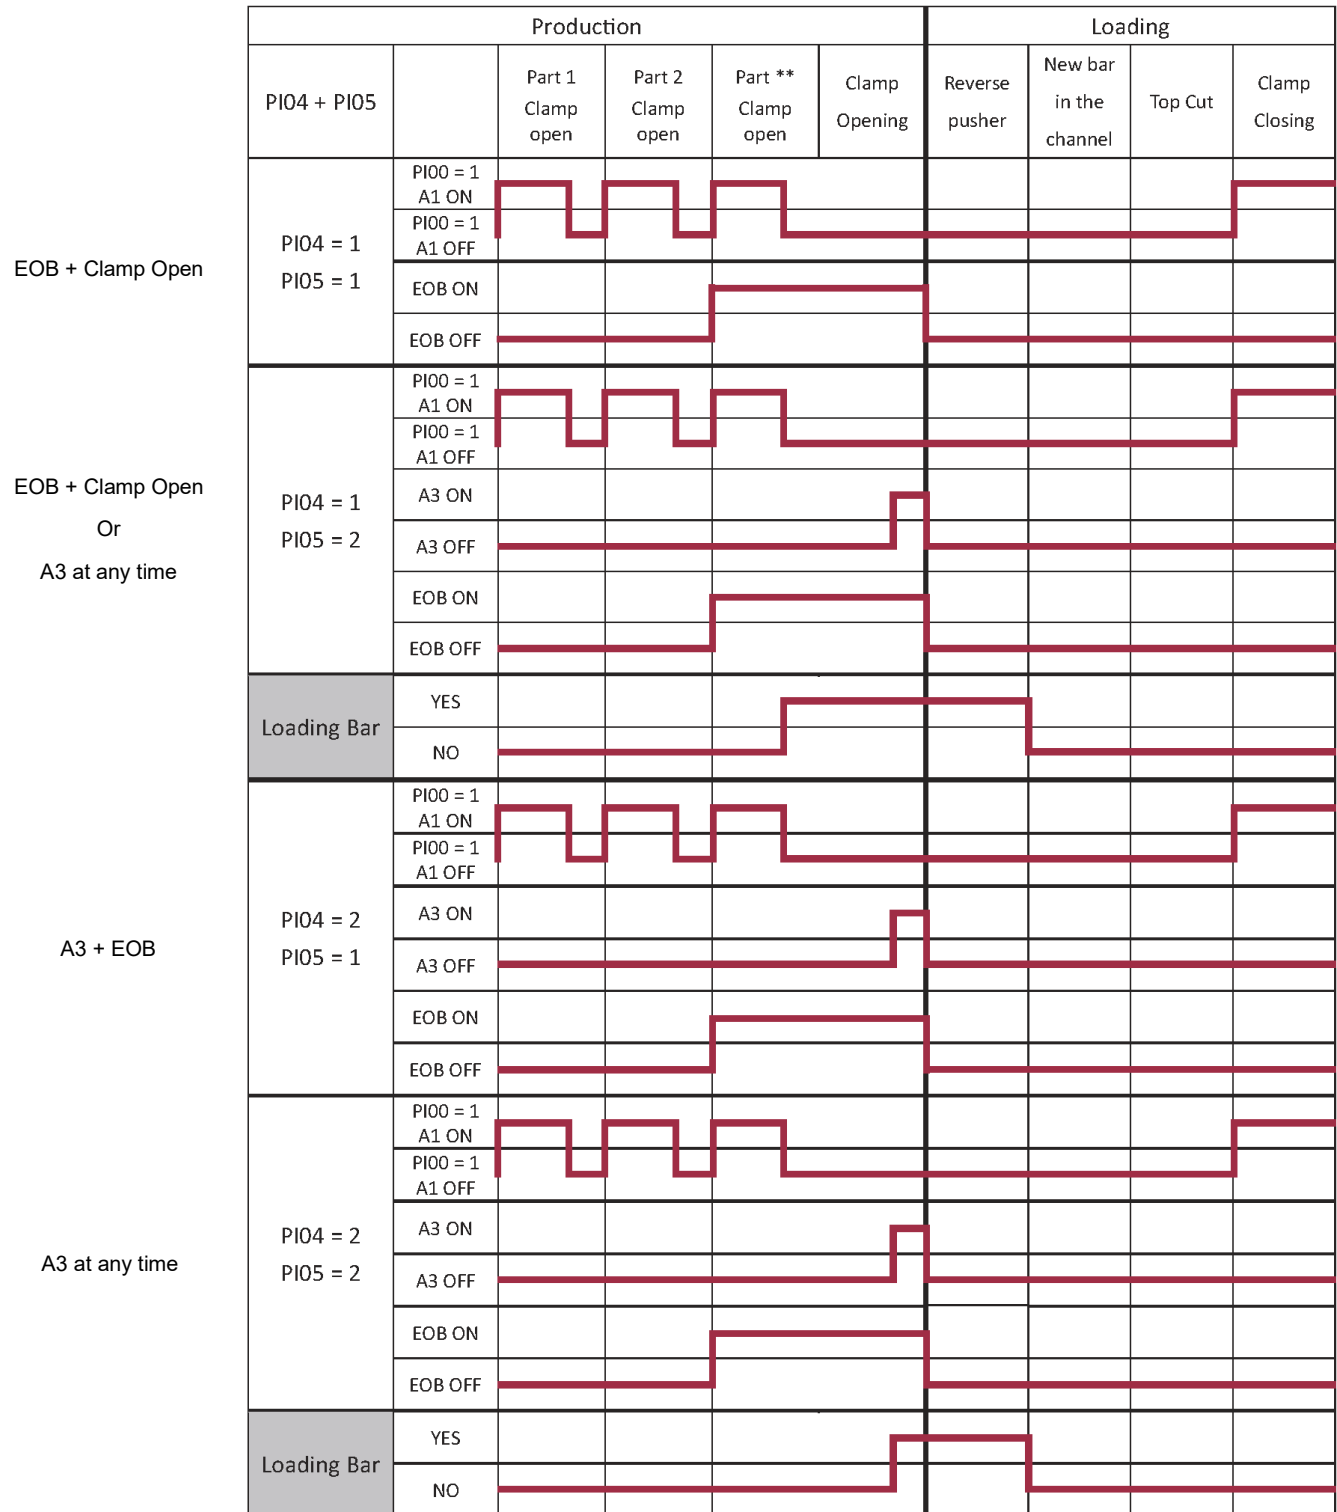 Production
Loading
PI04 + PI05
Part 1
Clamp
open
Part 2
Clamp
open
Part **
Clamp
open
Clamp
Opening
Reverse
pusher
New bar
in the
channel
Top Cut
Clamp
Closing
EOB + Clamp Open
PI04 = 1
PI05 = 1
PI00 = 1
A1 ON
PI00 = 1
A1 OFF
EOB ON
EOB OFF
EOB + Clamp Open
Or
A3 at any time
PI04 = 1
PI05 = 2
PI00 = 1
A1 ON
PI00 = 1
A1 OFF
A3 ON
A3 OFF
EOB ON
EOB OFF
Loading Bar
YES
NO
A3 + EOB
PI04 = 2
PI05 = 1
PI00 = 1
A1 ON
PI00 = 1
A1 OFF
A3 ON
A3 OFF
EOB ON
EOB OFF
A3 at any time
PI04 = 2
PI05 = 2
PI00 = 1
A1 ON
PI00 = 1
A1 OFF
A3 ON
A3 OFF
EOB ON
EOB OFF
Loading Bar
YES
NO